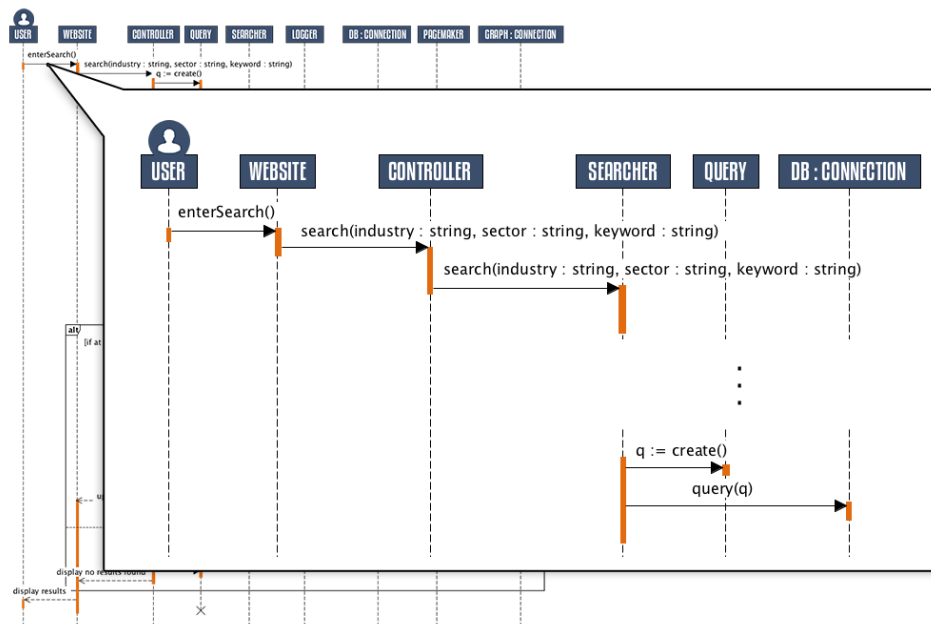 USER WEBSITE CONTROLLER QUERY SEARCHER LOGGER DB : CONNECTION PAGEMAKER GRAPH : CONNECTION
enterSearch()
search(industry : string, sector : string, keyword : string)
q := create()
USER WEBSITE CONTROLLER SEARCHER QUERY DB : CONNECTION
enterSearch()
search(industry : string, sector : string, keyword : string)
search(industry : string, sector : string, keyword : string)
alt
[if at
q := create()
query(q)
display no results found
display results